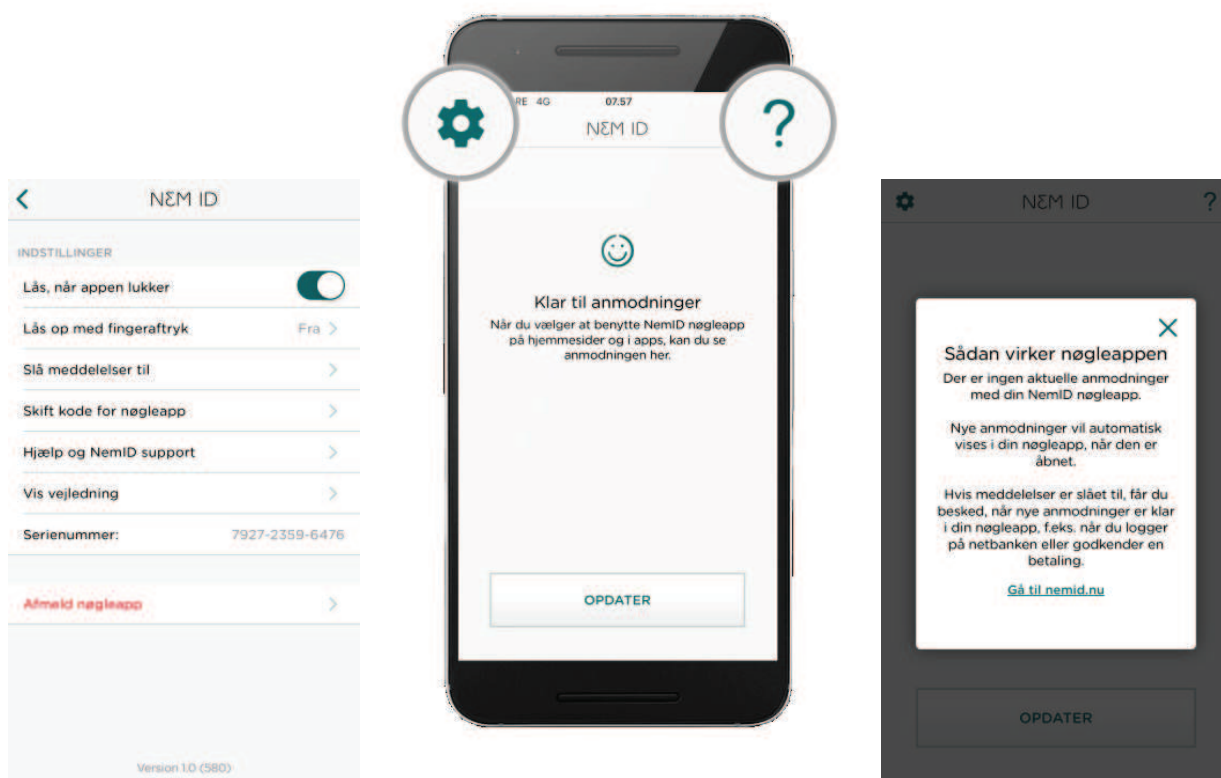 NEM ID
INDSTILLINGER
Lås, når appen lukker
Lås op med fingeraftryk Fra >
Slå meddelelser til >
Skift kode for nøgleapp >
Hjælp og NemID support >
Vis vejledning >
Serienummer: 7927-2359-6476
Afmeld nøgleapp >
Version 1.0 (580)
RE 4G 07.57
NEM ID
?
Klar til anmodninger
Når du vælger at benytte NemID nøgleapp
på hjemmesider og i apps, kan du se
anmodningen her.
OPDATER
NEM ID ?
Sådan virker nøgleappen
Der er ingen aktuelle anmodninger
med din NemID nøgleapp.
Nye anmodninger vil automatisk
vises i din nøgleapp, når den er
åbnet.
Hvis meddelelser er slået til, får du
besked, når nye anmodninger er klar
i din nøgleapp, f.eks. når du logger
på netbanken eller godkender en
betaling.
Gå til nemid.nu
OPDATER